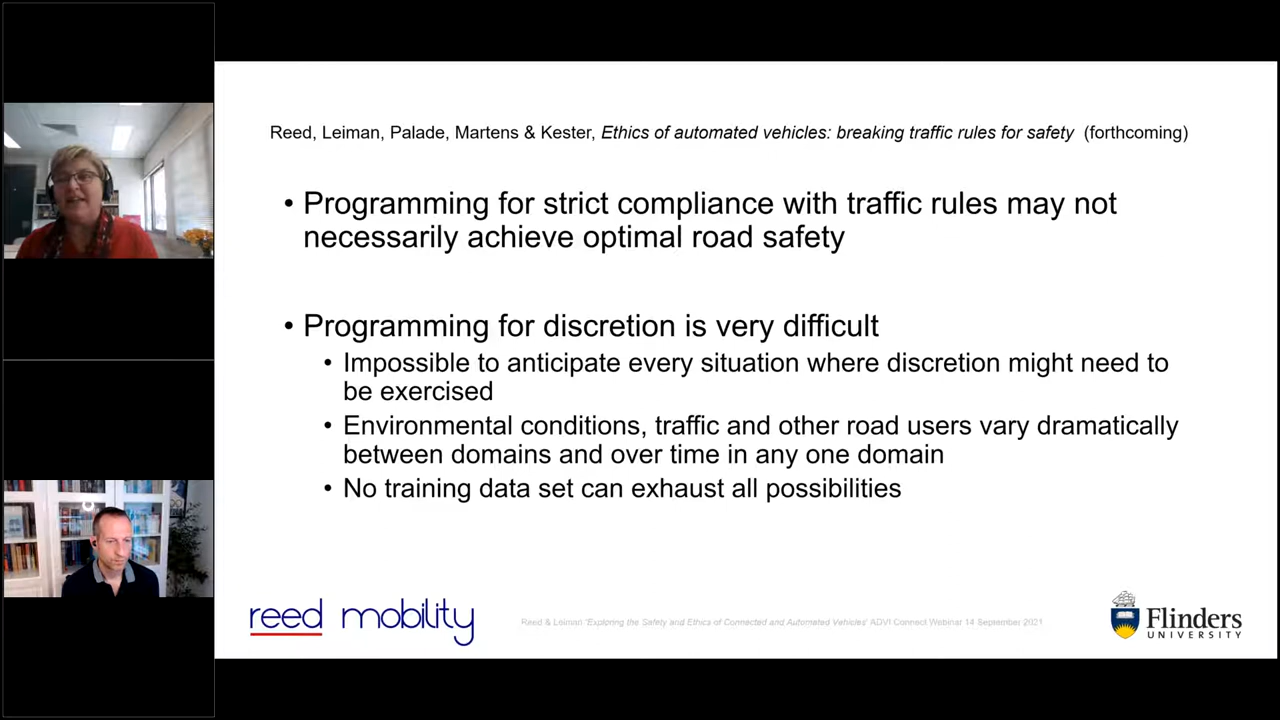 Reed, Leiman, Palade, Martens & Kester, Ethics of automated vehicles: breaking traffic rules for safety (forthcoming)
• Programming for strict compliance with traffic rules may not
necessarily achieve optimal road safety
• Programming for discretion is very difficult
• Impossible to anticipate every situation where discretion might need to
be exercised
• Environmental conditions, traffic and other road users vary dramatically
between domains and over time in any one domain
• No training data set can exhaust all possibilities
reed mobility
Reed & Leiman 'Exploring the Safety and Ethics of Connected and Automated Vehicles' ADVI Connect Webinar 14 September 2021
Flinders
UNIVERSITY